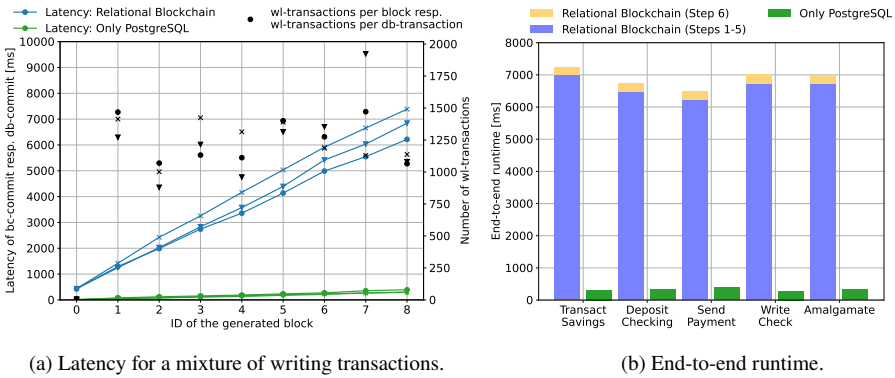 Latency: Relational Blockchain
Latency: Only PostgreSQL
wl-transactions per block resp.
wl-transactions per db-transaction
Latency of bc-commit resp. db-commit [ms]
10000
9000
8000
7000
6000
5000
4000
3000
2000
1000
0
2000
1750
1500
1250
1000
750
500
250
0
Number of wl-transactions
0 1 2 3 4 5 6 7 8
ID of the generated block
(a) Latency for a mixture of writing transactions.
Relational Blockchain (Step 6)
Relational Blockchain (Steps 1-5)
Only PostgreSQL
End-to-end runtime [ms]
8000
7000
6000
5000
4000
3000
2000
1000
0
Transact
Savings
Deposit
Checking
Send
Payment
Write
Check
Amalgamate
(b) End-to-end runtime.